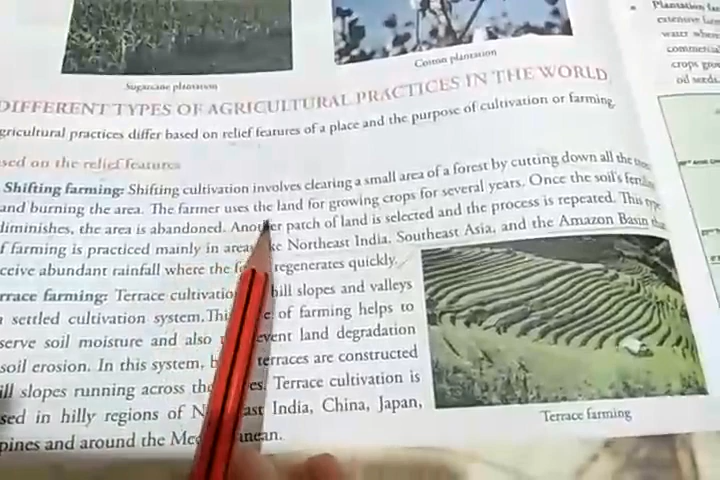 Sugarcane plantation
Cotton plantation
DIFFERENT TYPES OF AGRICULTURAL PRACTICES IN THE WORLD
gricultural practices differ based on relief features of a place and the purpose of cultivation or farming.
sed on the relief features
Shifting farming: Shifting cultivation involves clearing a small area of a forest by cutting down all the
and burning the area. The farmer uses the land for growing crops for several years. Once the soil's
diminishes, the area is abandoned. Another patch of land is selected and the process is repeated. This
f farming is practiced mainly in areas Northeast India, Southeast Asia, and the Amazon Basin
ceive abundant rainfall where the regenerates quickly.
rrace farming: Terrace cultivation hill slopes and valleys
settled cultivation system. of farming helps to
serve soil moisture and also land degradation
soil erosion. In this system, terraces are constructed
ill slopes running across the Terrace cultivation is
sed in hilly regions of India, China, Japan,
pines and around the
Terrace farming
Plantation
extensive
water where
commercial
crops
od seeds.